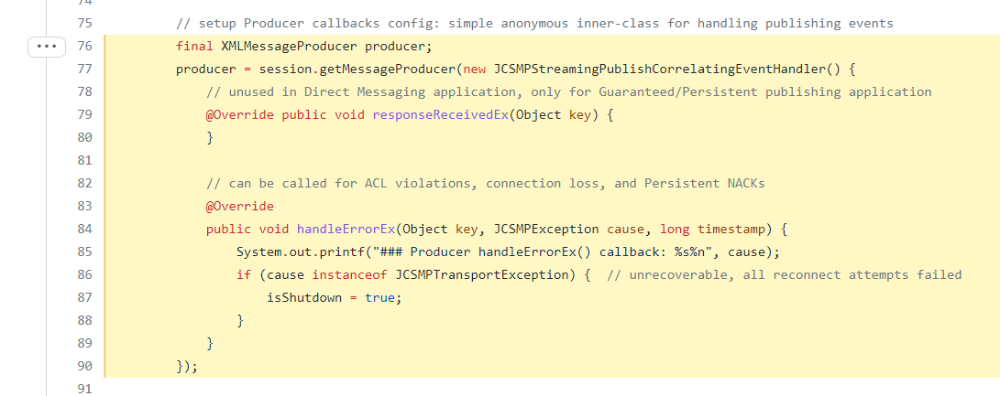 74
75 // setup Producer callbacks config: simple anonymous inner-class for handling publishing events
76 final XMLMessageProducer producer;
77 producer = session.getMessageProducer(new JCSMPStreamingPublishCorrelatingEventHandler() {
78 // unused in Direct Messaging application, only for Guaranteed/Persistent publishing application
79 @Override public void responseReceivedEx(Object key) {
80 }
81
82 // can be called for ACL violations, connection loss, and Persistent NACKs
83 @Override
84 public void handleErrorEx(Object key, JCSMPException cause, long timestamp) {
85 System.out.printf("### Producer handleErrorEx() callback: %s%n", cause);
86 if (cause instanceof JCSMPTransportException) { // unrecoverable, all reconnect attempts failed
87 isShutdown = true;
88 }
89 }
90 });
91